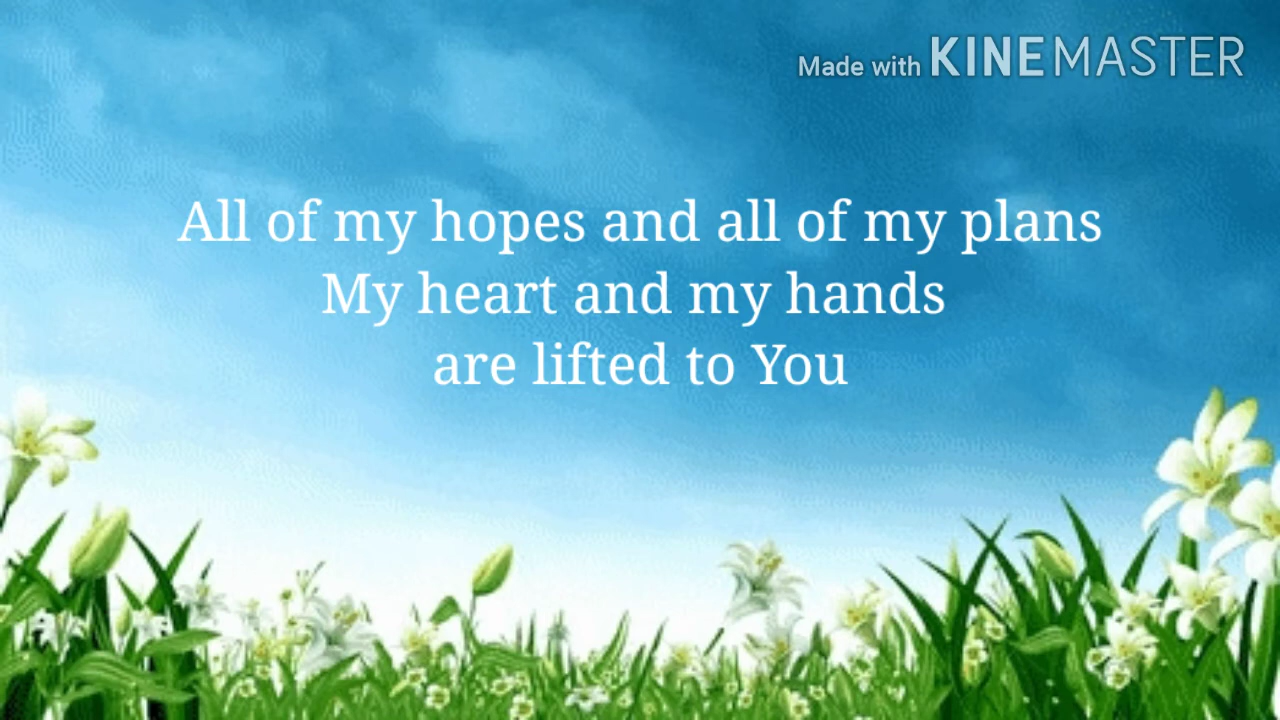 Made with KINEMASTER
All of my hopes and all of my plans
My heart and my hands
are lifted to You